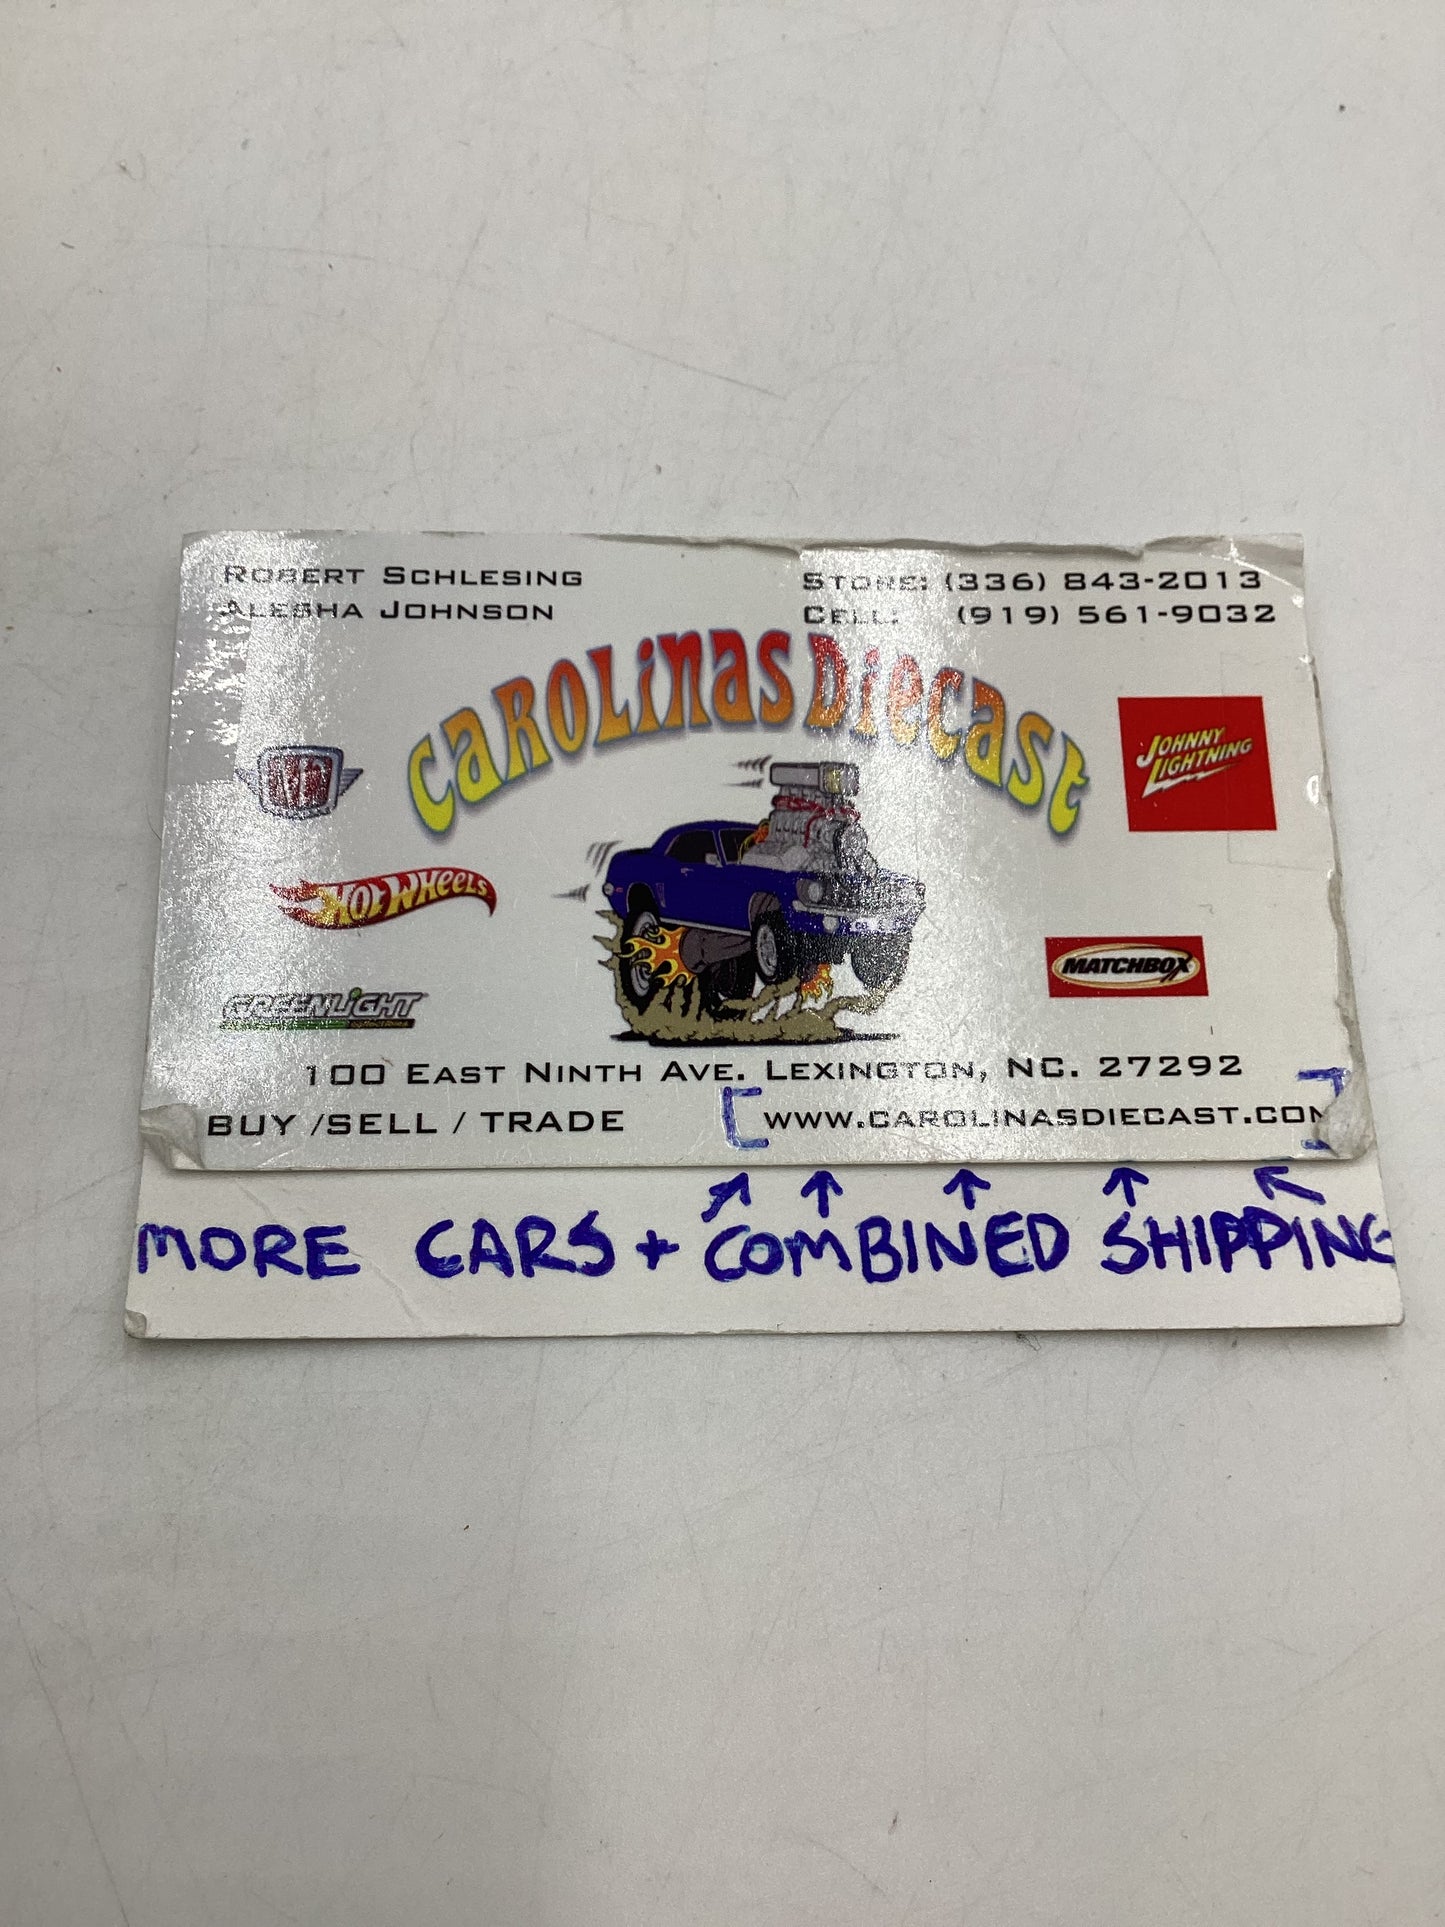 ROBERT SCHLESING
ALESHA JOHNSON
STORE: (336) 843-2013
CELL: (919) 561-9032
CAROLINAS DIECAST
JOHNNY
LIGHTNING
HOT WHEELS
MATCHBOX
GREENLIGHT
100 EAST NINTH AVE. LEXINGTON, NC. 27292
BUY /SELL / TRADE
[WWW.CAROLINASDIECAST.COM]
MORE CARS + COMBINED SHIPPING